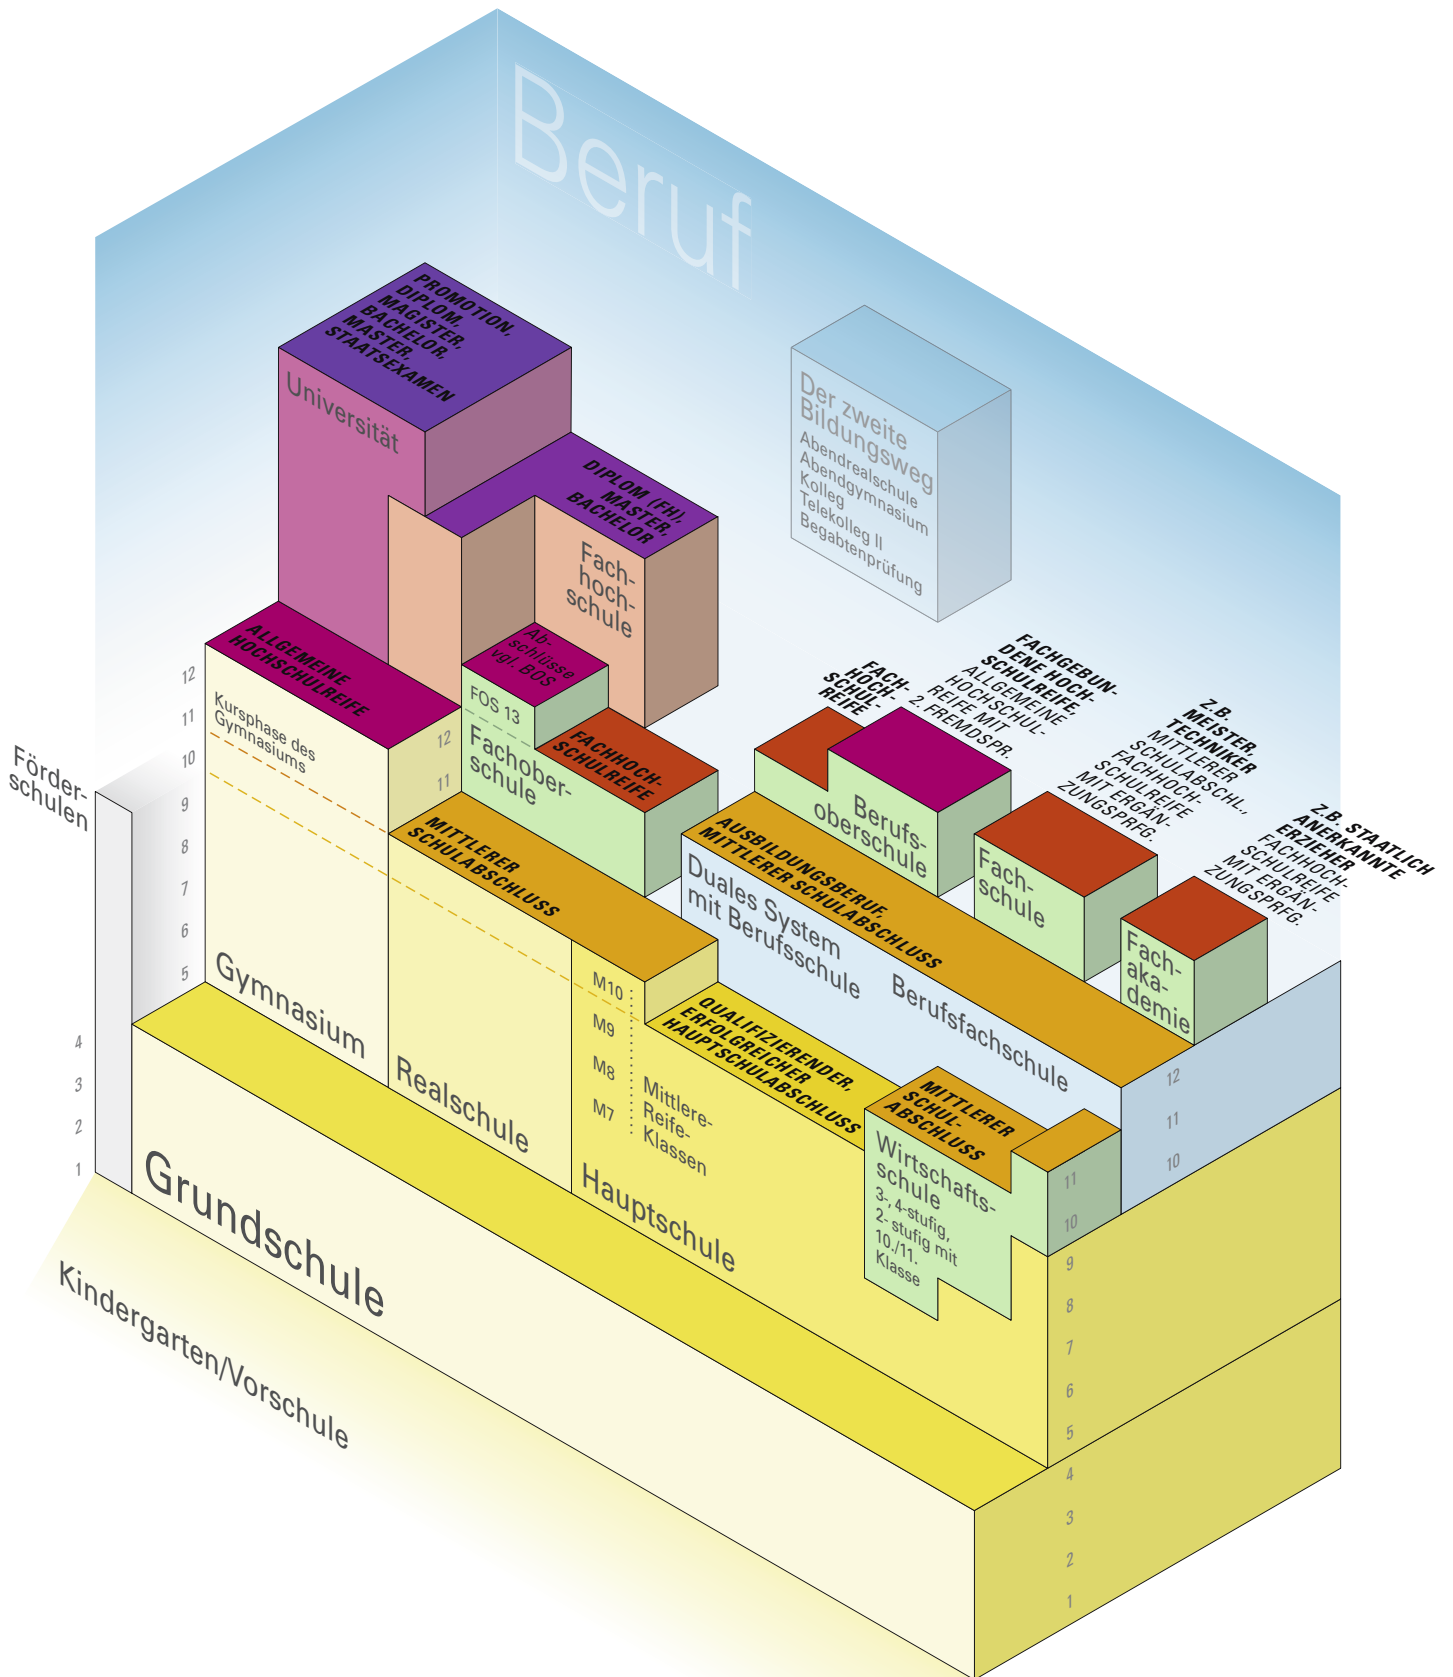 Beruf
PROMOTION,
DIPLOM,
MAGISTER,
BACHELOR,
MASTER,
STAATSEXAMEN
Universität
DIPLOM (FH),
MASTER,
BACHELOR
Fach-
hoch-
schule
Der zweite
Bildungsweg
Abendrealschule
Abendgymnasium
Kolleg
Telekolleg II
Begabtenprüfung
ALLGEMEINE
HOCHSCHULREIFE
Kursphase des
Gymnasiums
Ab-
schlüsse
vgl. BOS
FOS 13
Fachober-
schule
12
11
FACHHOCH-
SCHULREIFE
FACH-
HOCH-
SCHUL-
REIFE
FACHGEBUN-
DENE HOCH-
SCHULREIFE,
ALLGEMEINE
HOCHSCHUL-
REIFE MIT
2. FREMDSPR.
Z.B.
MEISTER,
TECHNIKER
MITTLERER
SCHULABSCHL.,
FACHHOCH-
SCHULREIFE
MIT ERGÄN-
ZUNGSPRFG.
Z.B. STAATLICH
ANERKANNTE
ERZIEHER
FACHHOCH-
SCHULREIFE
MIT ERGÄN-
ZUNGSPRFG.
Berufs-
oberschule
Fach-
schule
Fach-
aka-
demie
Förder-
schulen
12
11
10
9
8
7
6
5
4
3
2
1
MITTLERER
SCHULABSCHLUSS
AUSBILDUNGSBERUF,
MITTLERER SCHULABSCHLUSS
Duales System
mit Berufsschule
Berufsfachschule
Gymnasium
Realschule
M10
M9
M8
M7
Mittlere-
Reife-
Klassen
Hauptschule
QUALIFIZIERENDER,
ERFOLGREICHER
HAUPTSCHULABSCHLUSS
MITTLERER
SCHUL-
ABSCHLUSS
Wirtschafts-
schule
3-, 4-stufig,
2- stufig mit
10./11.
Klasse
12
11
10
11
10
9
8
7
6
5
4
3
2
1
Grundschule
Kindergarten/Vorschule